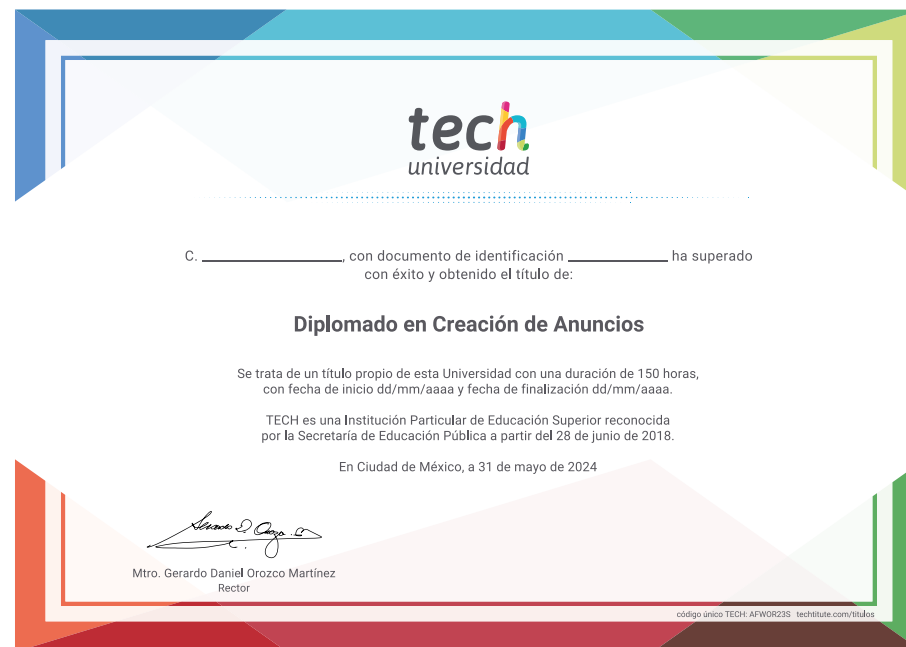 tech
universidad
C. ____________________, con documento de identificación ______________ ha superado
con éxito y obtenido el título de:
Diplomado en Creación de Anuncios
Se trata de un título propio de esta Universidad con una duración de 150 horas,
con fecha de inicio dd/mm/aaaa y fecha de finalización dd/mm/aaaa.
TECH es una Institución Particular de Educación Superior reconocida
por la Secretaría de Educación Pública a partir del 28 de junio de 2018.
En Ciudad de México, a 31 de mayo de 2024
Mtro. Gerardo Daniel Orozco Martínez
Rector
código único TECH: AFWOR23S techtitute.com/titulos